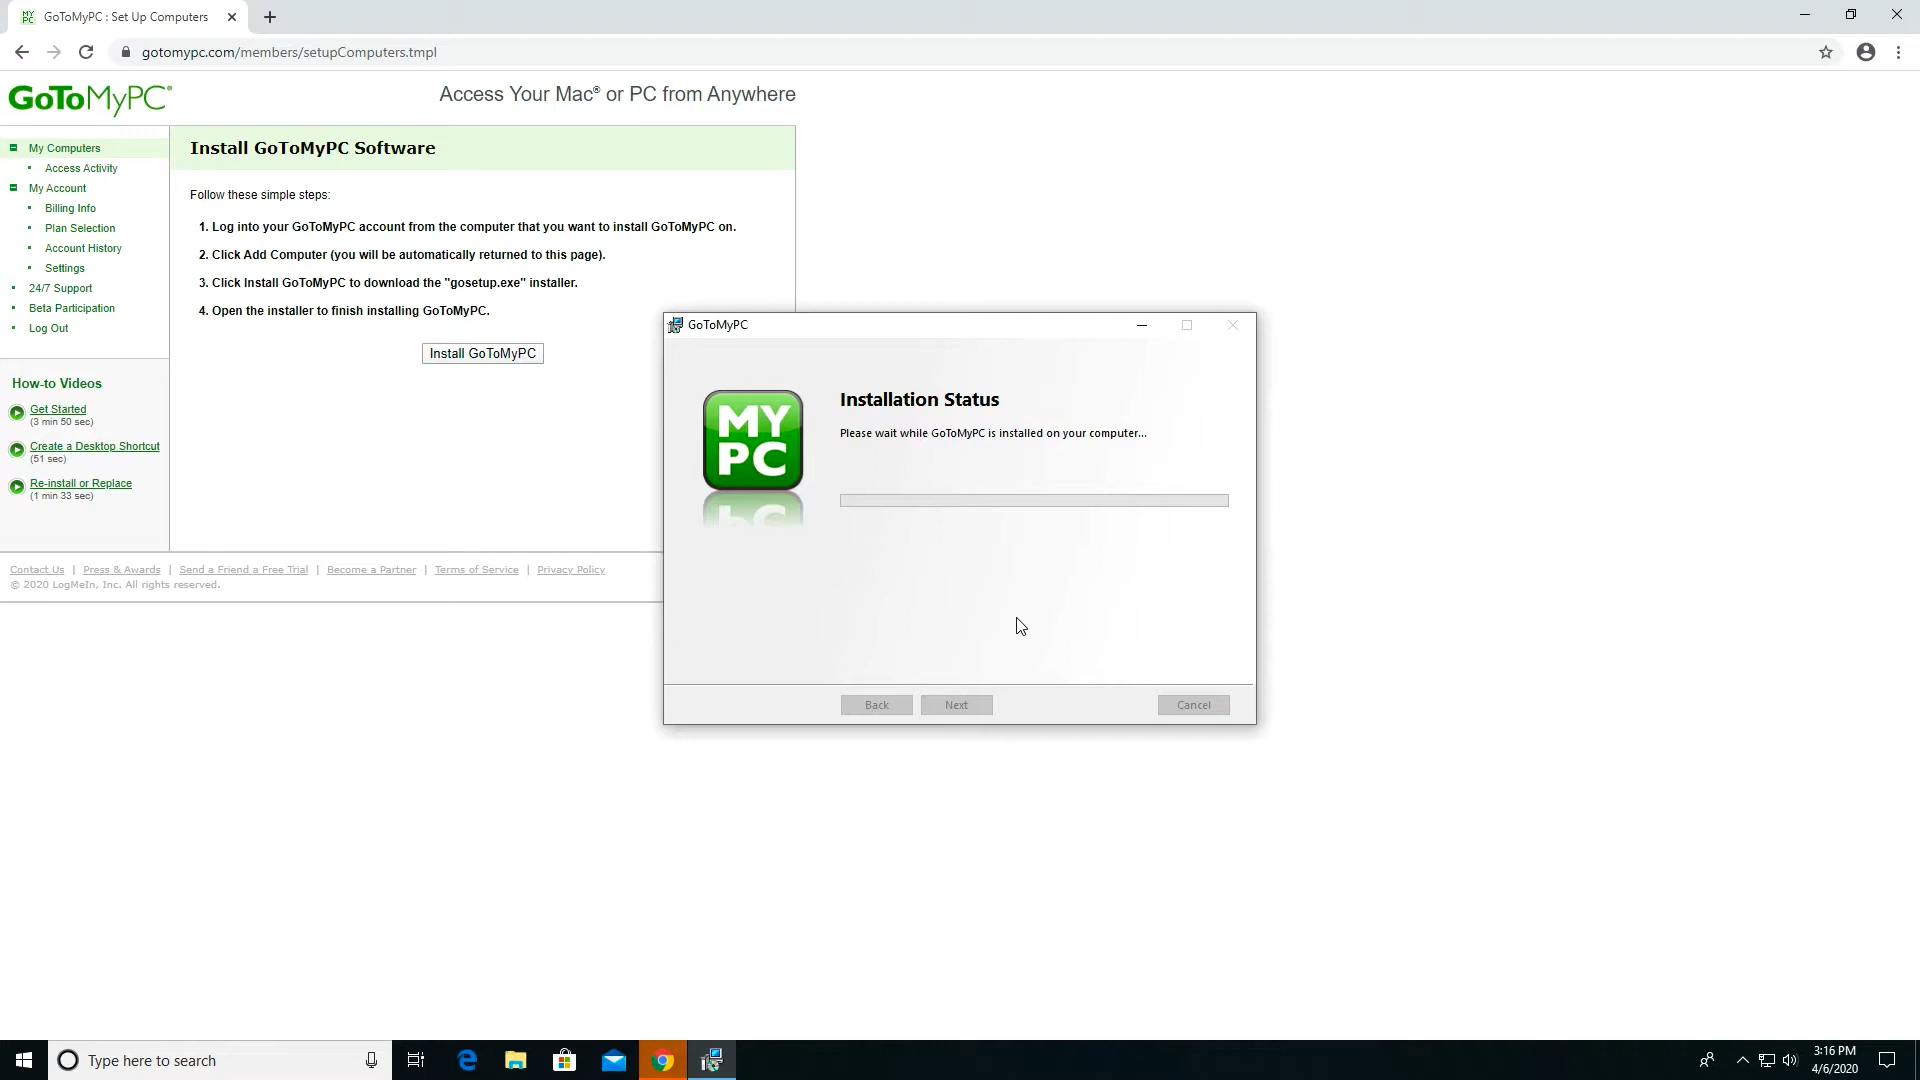 GoToMyPC : Set Up Computers
gotomypc.com/members/setupComputers.tmpl
GoToMyPC®
Access Your Mac® or PC from Anywhere
My Computers
Access Activity
My Account
Billing Info
Plan Selection
Account History
Settings
24/7 Support
Beta Participation
Log Out
How-to Videos
Get Started
(3 min 50 sec)
Create a Desktop Shortcut
(51 sec)
Re-install or Replace
(1 min 33 sec)
Install GoToMyPC Software
Follow these simple steps:
1. Log into your GoToMyPC account from the computer that you want to install GoToMyPC on.
2. Click Add Computer (you will be automatically returned to this page).
3. Click Install GoToMyPC to download the "gosetup.exe" installer.
4. Open the installer to finish installing GoToMyPC.
Install GoToMyPC
Contact Us | Press & Awards | Send a Friend a Free Trial | Become a Partner | Terms of Service | Privacy Policy
© 2020 LogMeIn, Inc. All rights reserved.
GoToMyPC
MY
PC
Installation Status
Please wait while GoToMyPC is installed on your computer...
Back
Next
Cancel
Type here to search
3:16 PM
4/6/2020